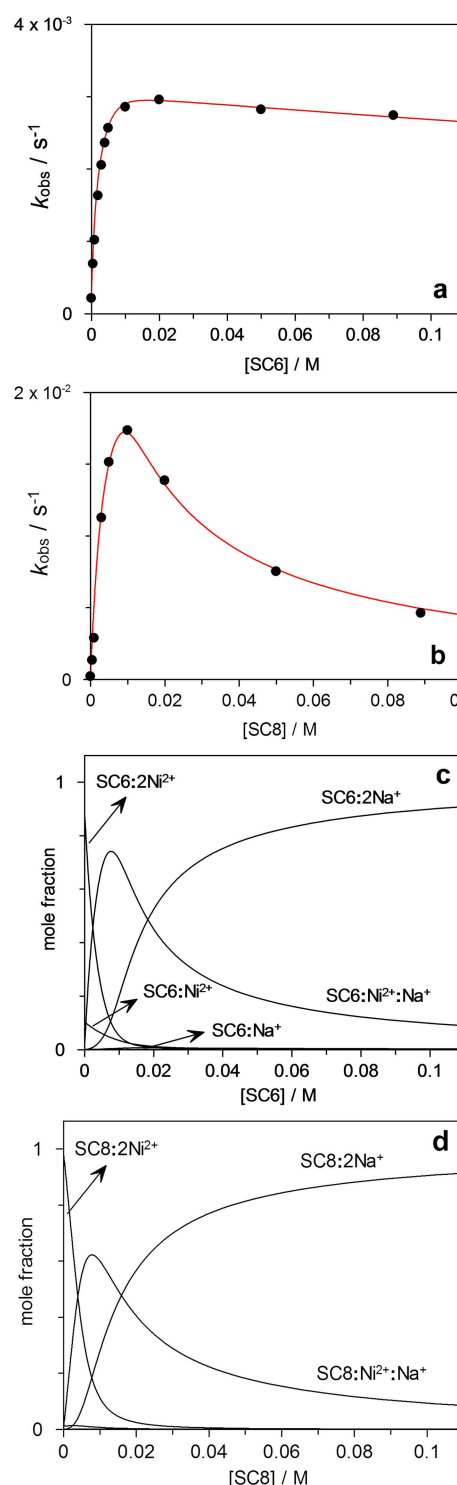 4 x 10⁻³
k_obs / s⁻¹
a
0
0 0.02 0.04 0.06 0.08 0.10
[SC6] / M
2 x 10⁻²
k_obs / s⁻¹
b
0
0 0.02 0.04 0.06 0.08 0.
[SC8] / M
c
1
SC6:2Ni²⁺
SC6:2Na⁺
mole fraction
SC6:Ni²⁺
SC6:Ni²⁺:Na⁺
SC6:Na⁺
0
0 0.02 0.04 0.06 0.08 0.1
[SC6] / M
d
1
SC8:2Ni²⁺
SC8:2Na⁺
mole fraction
SC8:Ni²⁺:Na⁺
0
0 0.02 0.04 0.06 0.08 0.1
[SC8] / M